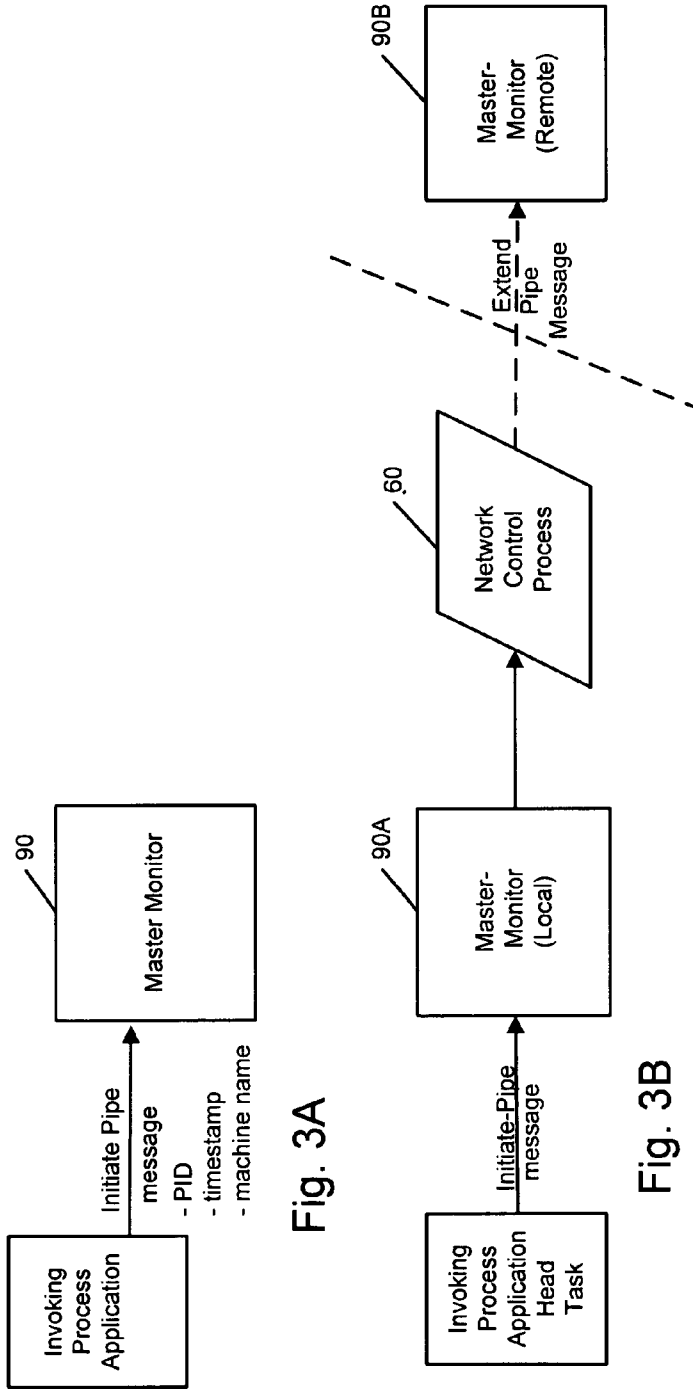 90
Invoking
Process
Application
Initiate Pipe
message
- PID
- timestamp
- machine name
Master Monitor
Fig. 3A
90A
60
90B
Invoking
Process
Application
Head
Task
Initiate-Pipe
message
Master-
Monitor
(Local)
Network
Control
Process
Extend
Pipe
Message
Master-
Monitor
(Remote)
Fig. 3B